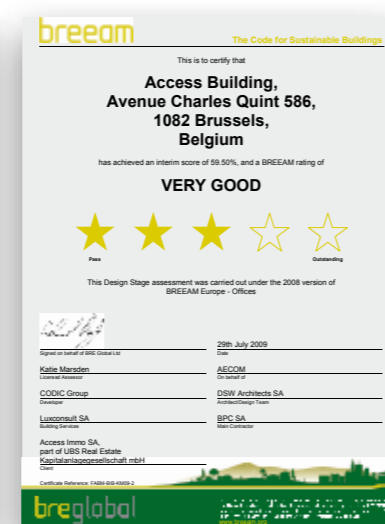 breeam
The Code for Sustainable Buildings
This is to certify that
Access Building,
Avenue Charles Quint 586,
1082 Brussels,
Belgium
has achieved an interim score of 59.50%, and a BREEAM rating of
VERY GOOD
Pass
Outstanding
This Design Stage assessment was carried out under the 2008 version of
BREEAM Europe - Offices
29th July 2009
Signed on behalf of BRE Global Ltd
Date
Katie Marsden
AECOM
Licensed Assessor
On behalf of
CODIC Group
DSW Architects SA
Developer
Architect/Design Team
Luxconsult SA
BPC SA
Building Services
Main Contractor
Access Immo SA,
part of UBS Real Estate
Kapitalanlagegesellschaft mbH
Client
Certificate Reference:
breglobal
www.breeam.org